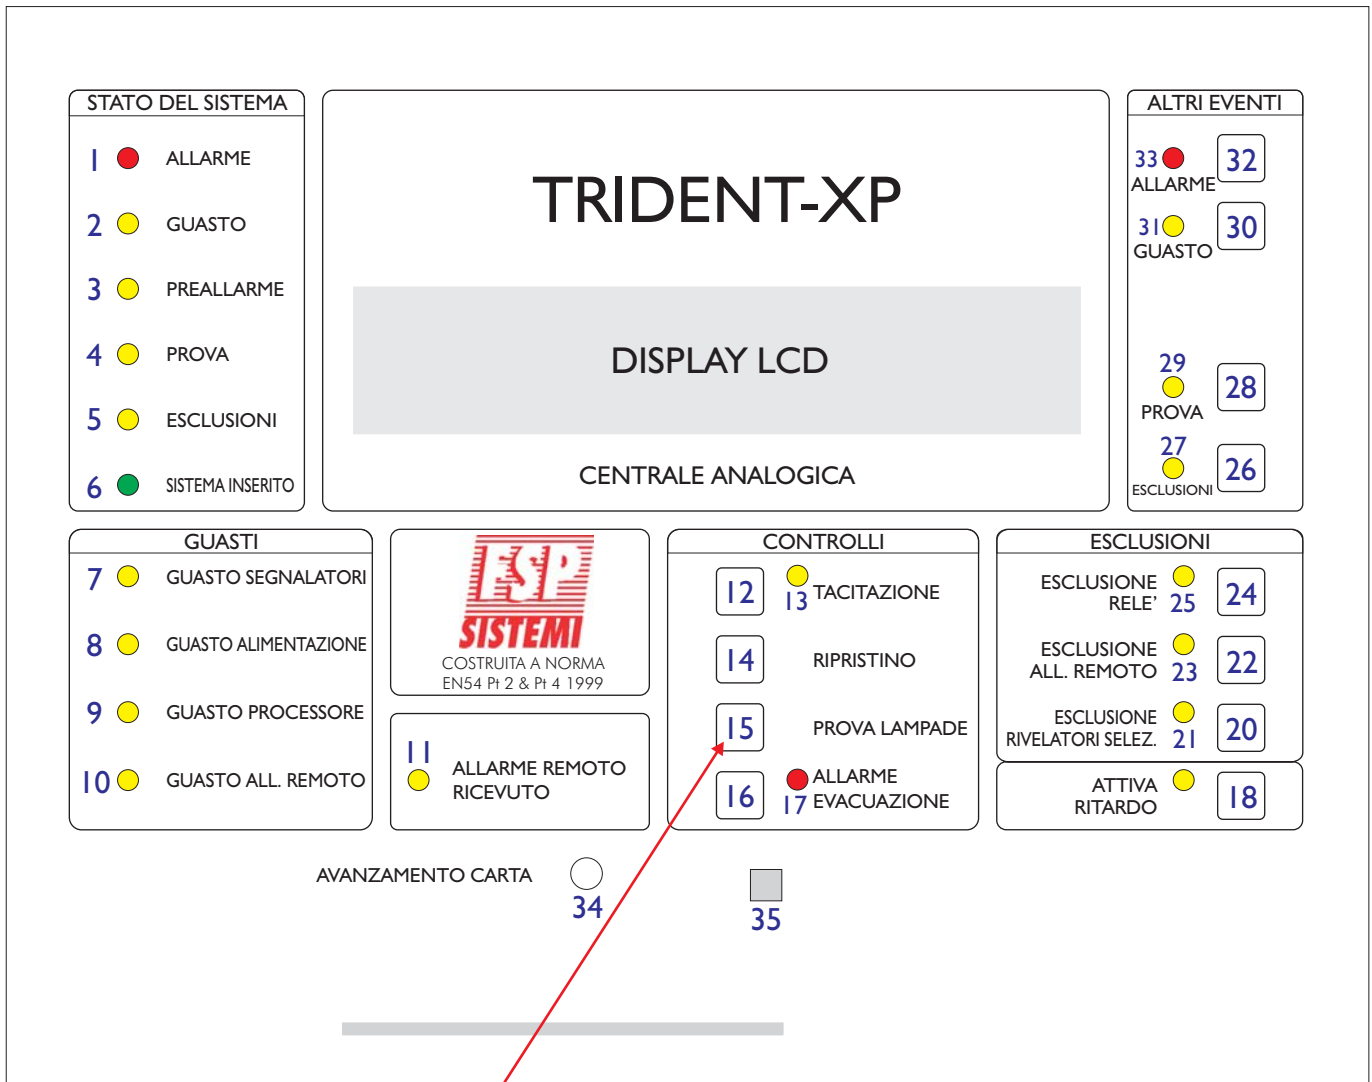 STATO DEL SISTEMA
1 ALLARME
2 GUASTO
3 PREALLARME
4 PROVA
5 ESCLUSIONI
6 SISTEMA INSERITO
TRIDENT-XP
DISPLAY LCD
CENTRALE ANALOGICA
ALTRI EVENTI
33 32
ALLARME
31 30
GUASTO
29 28
PROVA
27 26
ESCLUSIONI
GUASTI
7 GUASTO SEGNALATORI
8 GUASTO ALIMENTAZIONE
9 GUASTO PROCESSORE
10 GUASTO ALL. REMOTO
ESP
SISTEMI
COSTRUITA A NORMA
EN54 Pt 2 & Pt 4 1999
11 ALLARME REMOTO
RICEVUTO
CONTROLLI
12 13 TACITAZIONE
14 RIPRISTINO
15 PROVA LAMPADE
16 17 ALLARME
EVACUAZIONE
ESCLUSIONI
ESCLUSIONE
RELE' 25 24
ESCLUSIONE
ALL. REMOTO 23 22
ESCLUSIONE
RIVELATORI SELEZ. 21 20
ATTIVA
RITARDO 18
AVANZAMENTO CARTA
34
35